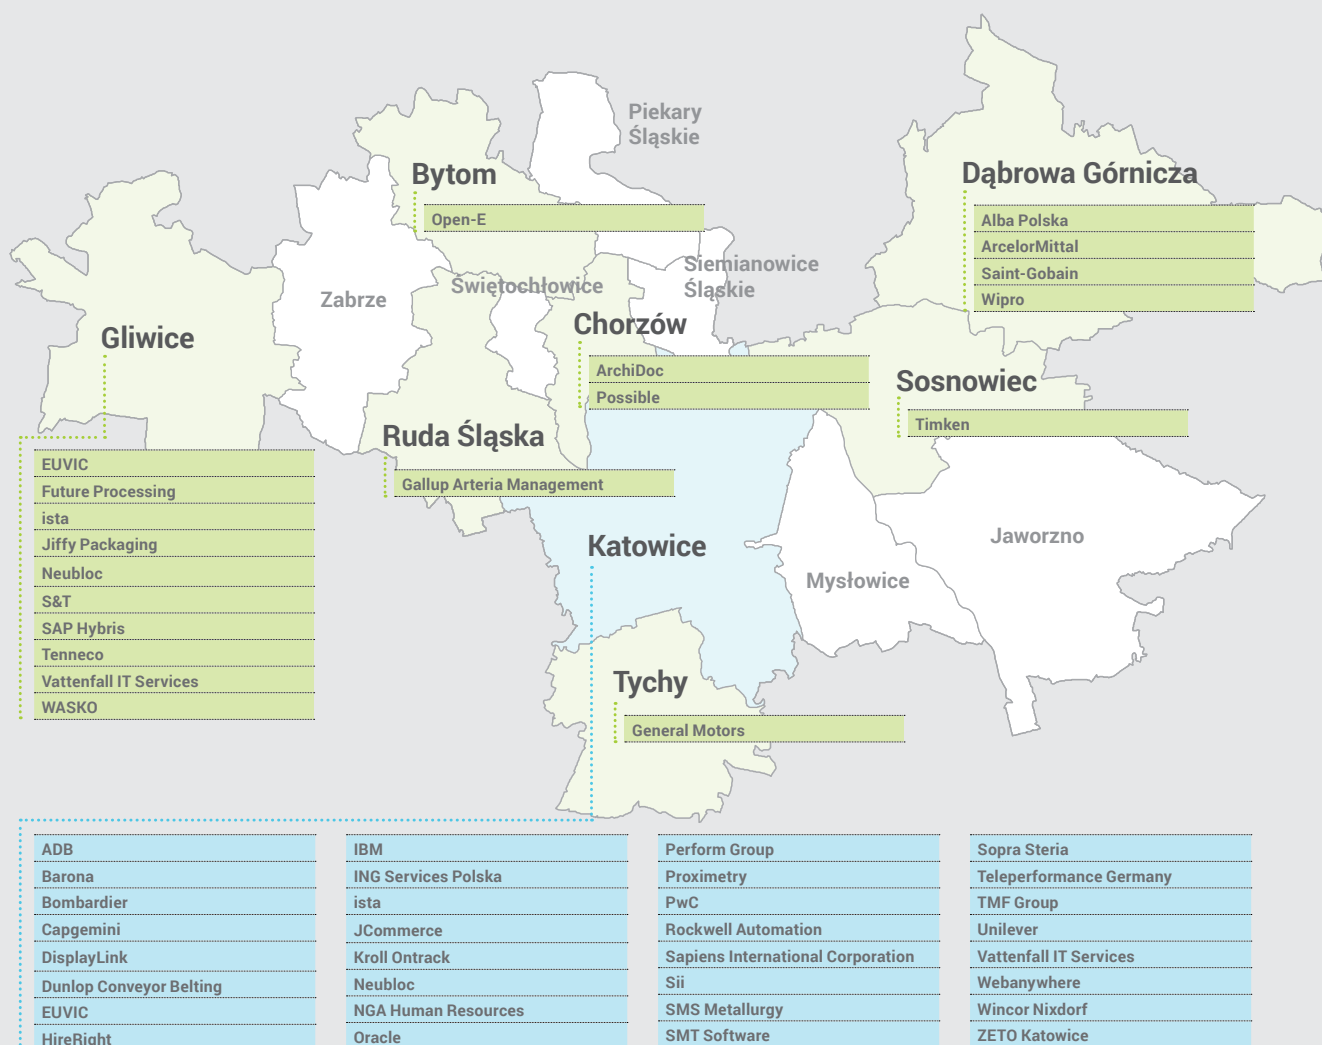 Piekary
Śląskie
Bytom
Open-E
Dąbrowa Górnicza
Alba Polska
ArcelorMittal
Saint-Gobain
Wipro
Siemianowice
Śląskie
Świętochłowice
Zabrze
Chorzów
ArchiDoc
Possible
Gliwice
EUVIC
Future Processing
ista
Jiffy Packaging
Neubloc
S&T
SAP Hybris
Tenneco
Vattenfall IT Services
WASKO
Sosnowiec
Timken
Ruda Śląska
Gallup Arteria Management
Katowice
Jaworzno
Mysłowice
Tychy
General Motors
ADB
Barona
Bombardier
Capgemini
DisplayLink
Dunlop Conveyor Belting
EUVIC
HireRight
IBM
ING Services Polska
ista
JCommerce
Kroll Ontrack
Neubloc
NGA Human Resources
Oracle
Perform Group
Proximetry
PwC
Rockwell Automation
Sapiens International Corporation
Sii
SMS Metallurgy
SMT Software
Sopra Steria
Teleperformance Germany
TMF Group
Unilever
Vattenfall IT Services
Webanywhere
Wincor Nixdorf
ZETO Katowice